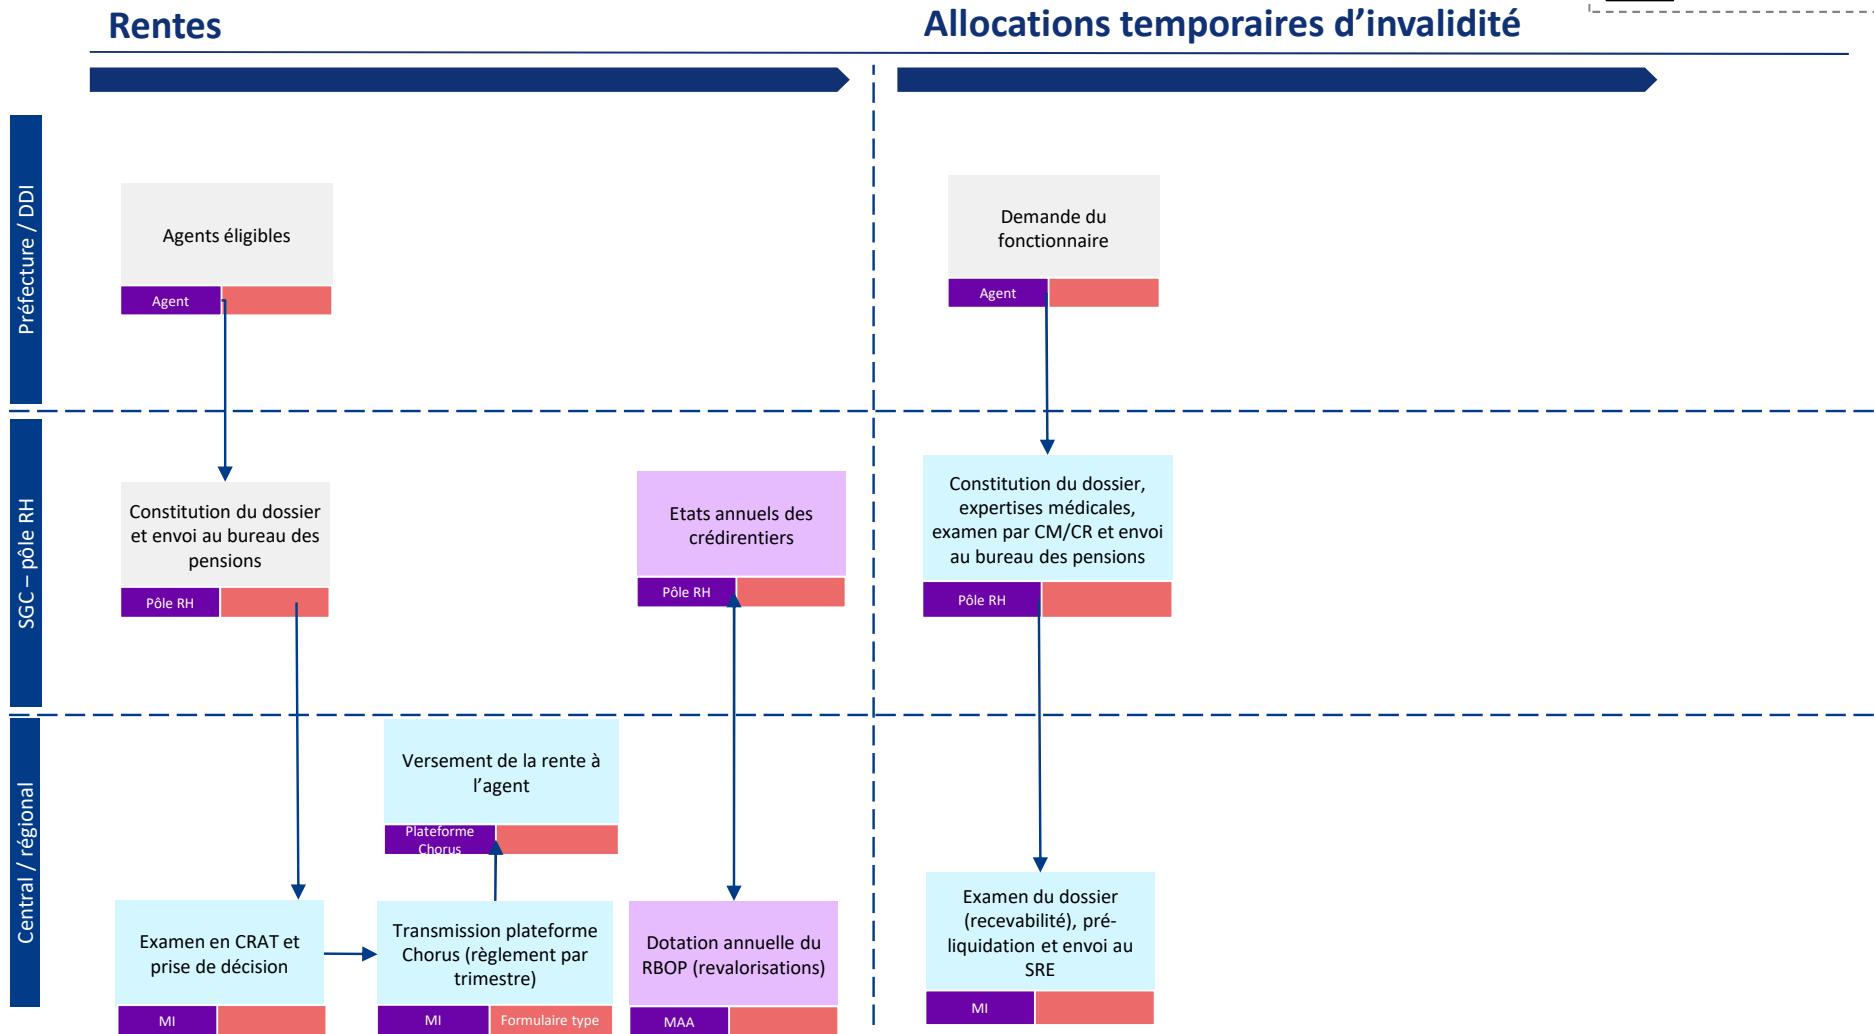 Rentes
Allocations temporaires d’invalidité
Préfecture / DDI
Agents éligibles
Agent
Demande du
fonctionnaire
Agent
SGC – pôle RH
Constitution du dossier
et envoi au bureau des
pensions
Pôle RH
Etats annuels des
crédirentiers
Pôle RH
Constitution du dossier,
expertises médicales,
examen par CM/CR et envoi
au bureau des pensions
Pôle RH
Central / régional
Versement de la rente à
l’agent
Plateforme
Chorus
Examen en CRAT et
prise de décision
MI
Transmission plateforme
Chorus (règlement par
trimestre)
MI
Formulaire type
Dotation annuelle du
RBOP (revalorisations)
MAA
Examen du dossier
(recevabilité), pré-
liquidation et envoi au
SRE
MI